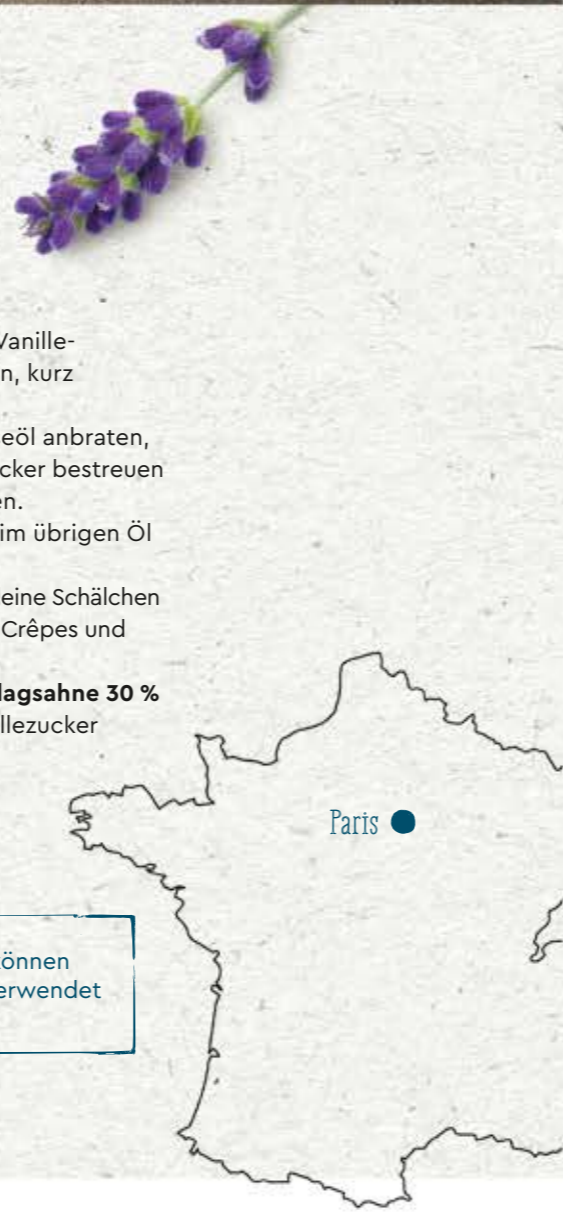 Vanille-
n, kurz
eöl anbraten,
cker bestreuen
en.
im übrigen Öl
eine Schälchen
Crêpes und
lagsahne 30 %
llezucker
Paris
können
erwendet